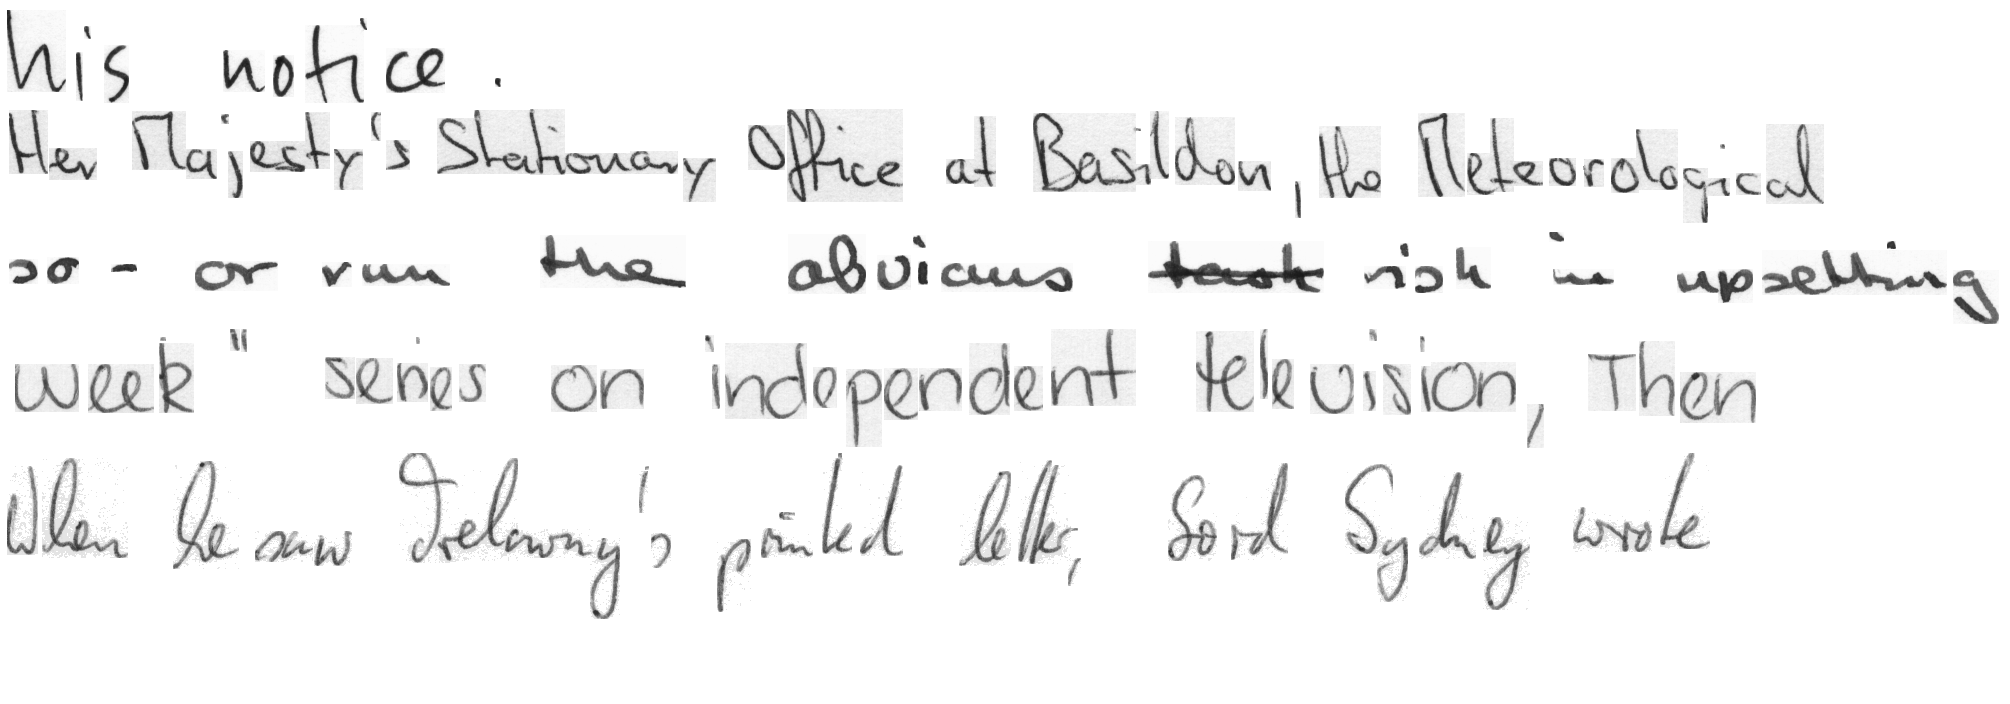 his notice.
Her Majesty's Stationary Office at Basildon, the Meteorological
so - or run the obvious risk in upsetting
week" series on independent television, Then
When he saw Trelawny's printed letter, Lord Sydney wrote